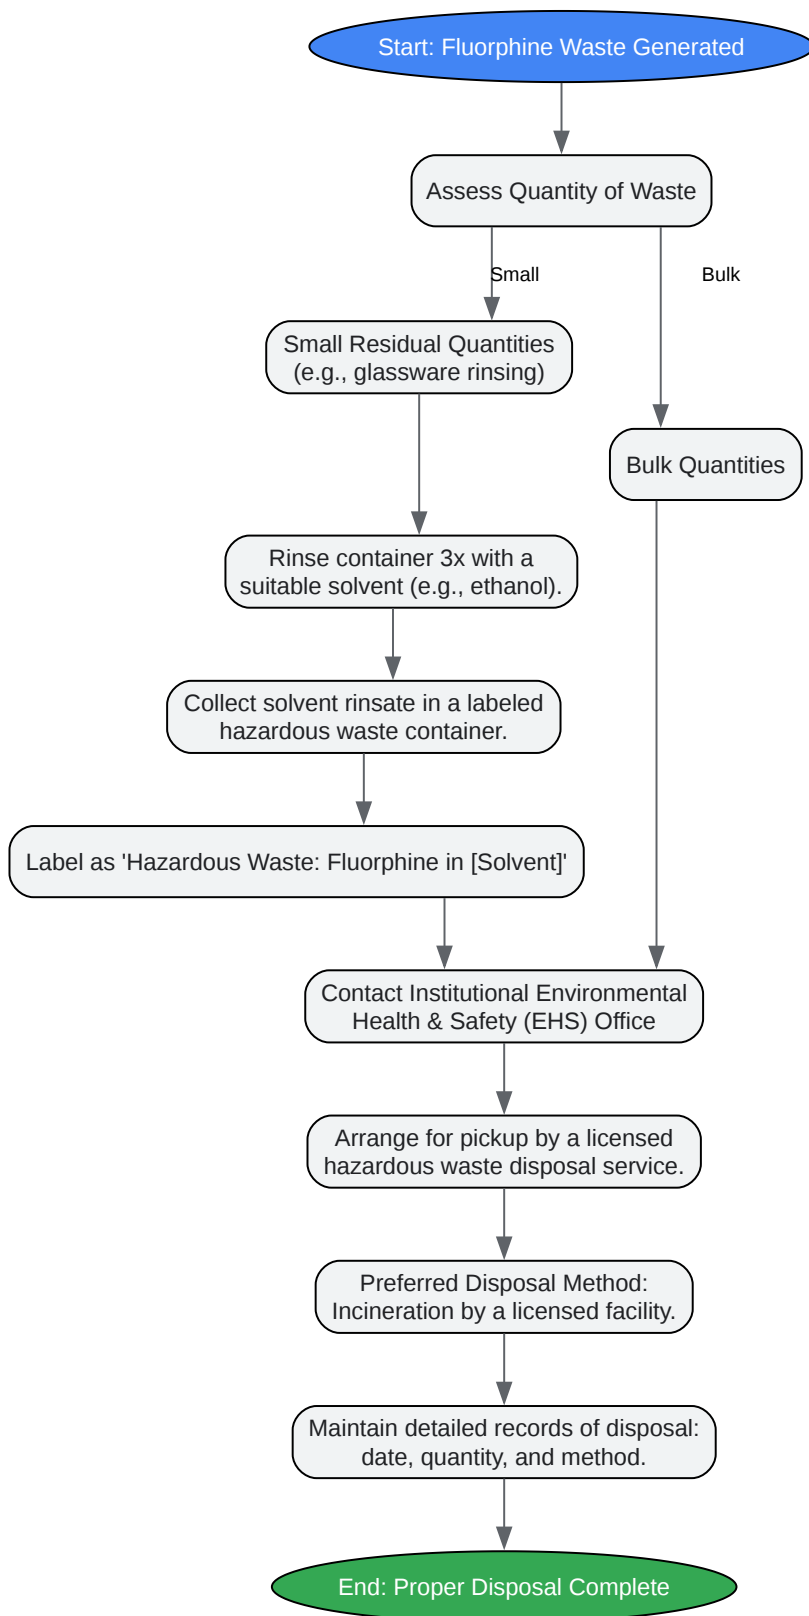 Start: Fluorphine Waste Generated
Assess Quantity of Waste
Small
Bulk
Small Residual Quantities
(e.g., glassware rinsing)
Bulk Quantities
Rinse container 3x with a
suitable solvent (e.g., ethanol).
Collect solvent rinsate in a labeled
hazardous waste container.
Label as 'Hazardous Waste: Fluorphine in [Solvent]'
Contact Institutional Environmental
Health & Safety (EHS) Office
Arrange for pickup by a licensed
hazardous waste disposal service.
Preferred Disposal Method:
Incineration by a licensed facility.
Maintain detailed records of disposal:
date, quantity, and method.
End: Proper Disposal Complete